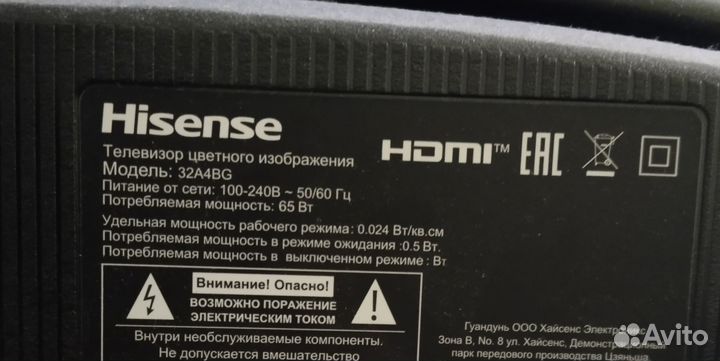 Hisense
HDMI™ EAC
Телевизор цветного изображения
Модель: 32A4BG
Питание от сети: 100-240В ~ 50/60 Гц
Потребляемая мощность: 65 Вт
Удельная мощность рабочего режима: 0.024 Вт/кв.см
Потребляемая мощность в режиме ожидания :0.5 Вт.
Потребляемая мощность в выключенном режиме : Вт
Внимание! Опасно!
ВОЗМОЖНО ПОРАЖЕНИЕ
ЭЛЕКТРИЧЕСКИМ ТОКОМ
Внутри необслуживаемые компоненты.
Не допускается вмешательство
Гуандунь ООО Хайсенс
Зона В, No. 8 ул. Хайсенс,
парк передового производства Цзяньша
Avito